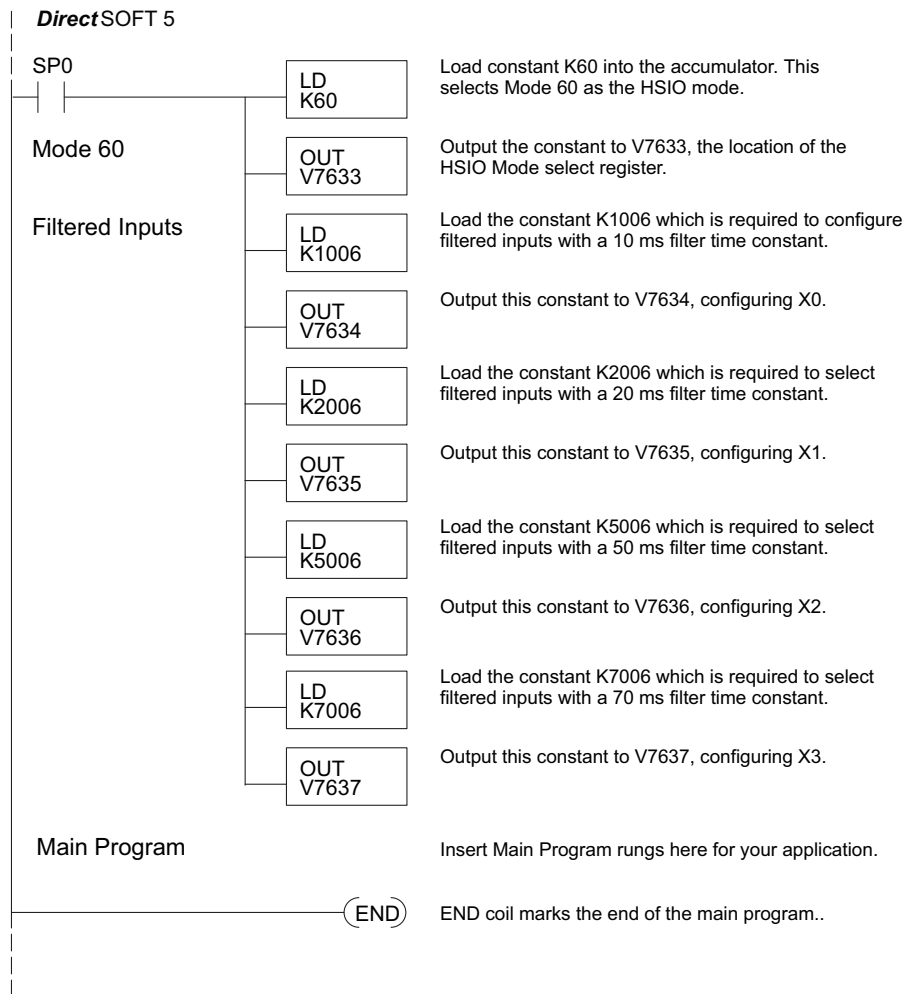 DirectSOFT 5
SP0
LD
K60
Load constant K60 into the accumulator. This
selects Mode 60 as the HSIO mode.
Mode 60
OUT
V7633
Output the constant to V7633, the location of the
HSIO Mode select register.
Filtered Inputs
LD
K1006
Load the constant K1006 which is required to configure
filtered inputs with a 10 ms filter time constant.
OUT
V7634
Output this constant to V7634, configuring X0.
LD
K2006
Load the constant K2006 which is required to select
filtered inputs with a 20 ms filter time constant.
OUT
V7635
Output this constant to V7635, configuring X1.
LD
K5006
Load the constant K5006 which is required to select
filtered inputs with a 50 ms filter time constant.
OUT
V7636
Output this constant to V7636, configuring X2.
LD
K7006
Load the constant K7006 which is required to select
filtered inputs with a 70 ms filter time constant.
OUT
V7637
Output this constant to V7637, configuring X3.
Main Program
Insert Main Program rungs here for your application.
(END)
END coil marks the end of the main program..